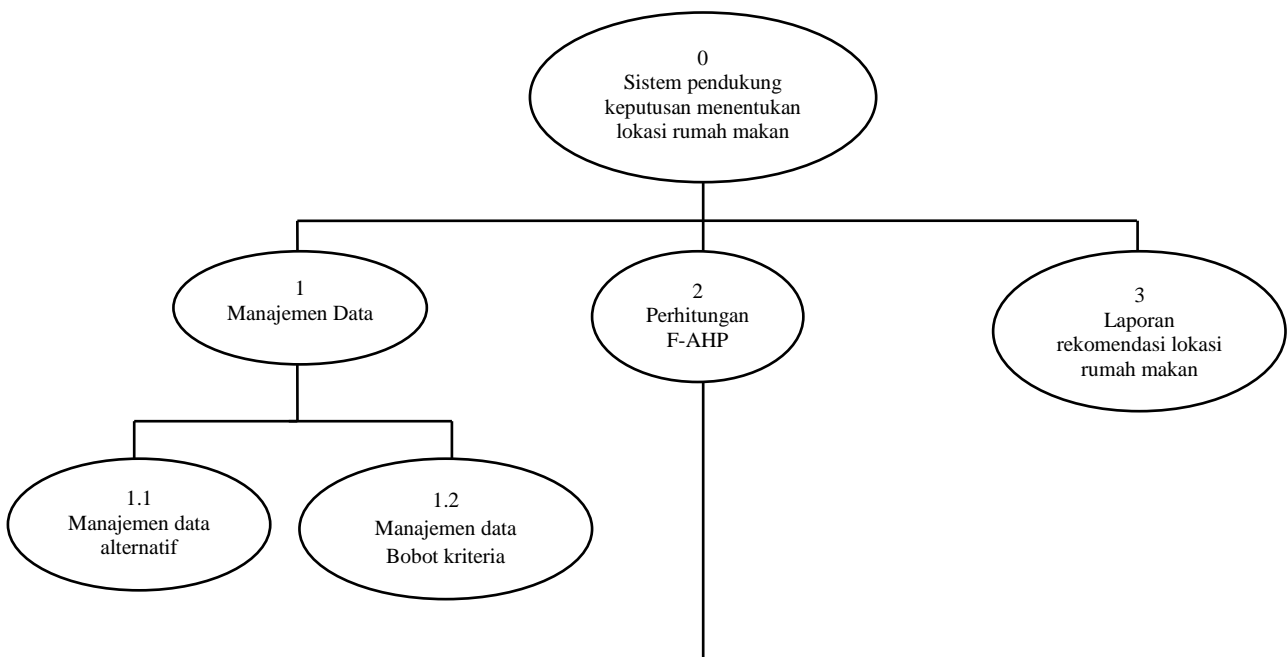 0
Sistem pendukung
keputusan menentukan
lokasi rumah makan
1
Manajemen Data
2
Perhitungan
F-AHP
3
Laporan
rekomendasi lokasi
rumah makan
1.1
Manajemen data
alternatif
1.2
Manajemen data
Bobot kriteria